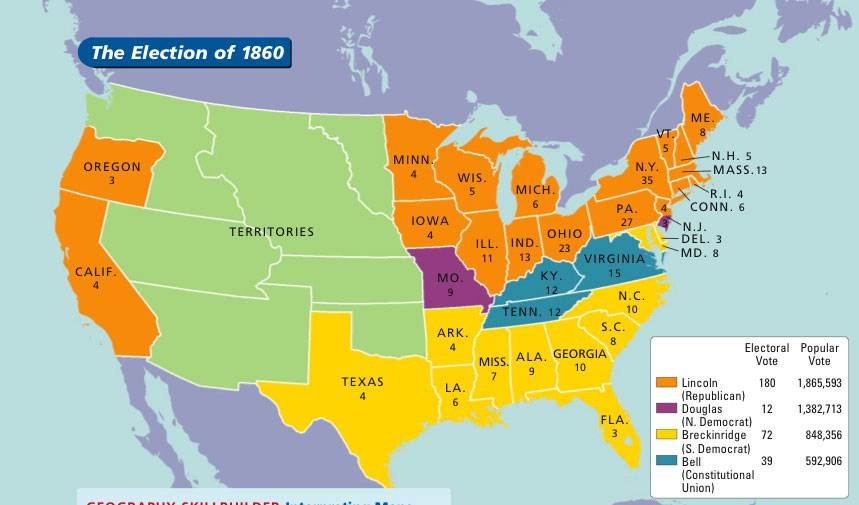 The Election of 1860
OREGON
3
CALIF.
4
TERRITORIES
MINN.
4
WIS.
5
MICH.
6
IOWA
4
ILL.
11
IND.
13
OHIO
23
PA.
27
N.Y.
35
VT.
5
ME.
8
N.H. 5
MASS. 13
R.I. 4
CONN. 6
4
N.J.
3
DEL. 3
MD. 8
MO.
9
KY.
12
VIRGINIA
15
TENN. 12
N.C.
10
S.C.
8
ARK.
4
MISS.
7
ALA.
9
GEORGIA
10
TEXAS
4
LA.
6
FLA.
3
Electoral Popular
Vote Vote
Lincoln 180 1,865,593
(Republican)
Douglas 12 1,382,713
(N. Democrat)
Breckinridge 72 848,356
(S. Democrat)
Bell 39 592,906
(Constitutional
Union)
GEOGRAPHY SKILLBUILDER Interpreting Maps